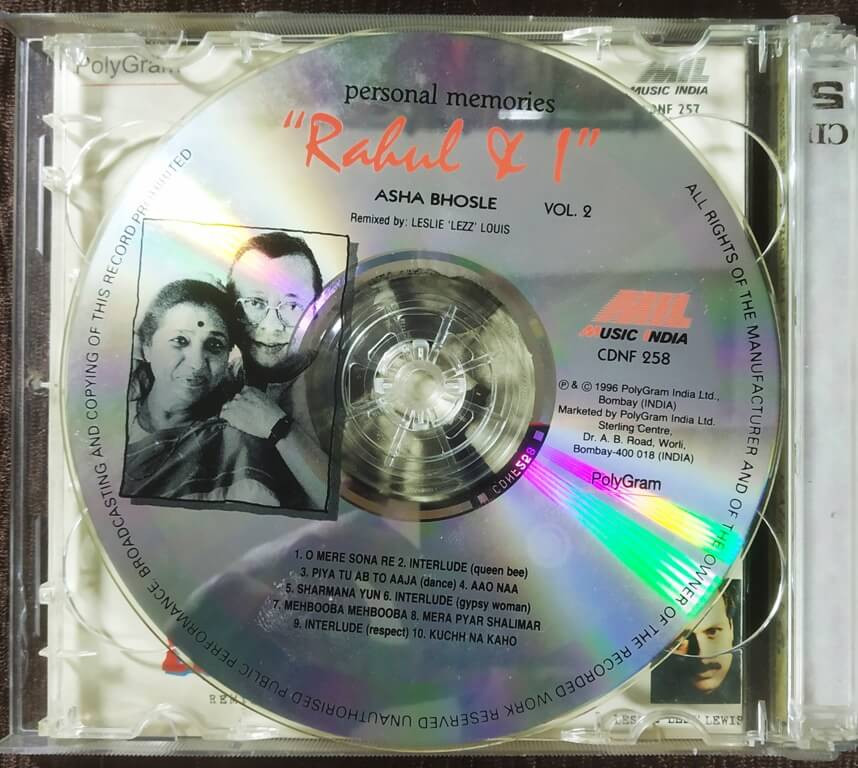 PolyGram
MIL
MUSIC INDIA
CDNF 257
2
CD
personal memories
"Rahul & I"
ASHA BHOSLE
VOL. 2
Remixed by: LESLIE 'LEZZ' LOUIS
MIL
MUSIC INDIA
CDNF 258
℗ & © 1996 PolyGram India Ltd.,
Bombay (INDIA)
Marketed by PolyGram India Ltd.
Sterling Centre,
Dr. A. B. Road, Worli,
Bombay-400 018 (INDIA)
PolyGram
CDNF258
1. O MERE SONA RE 2. INTERLUDE (queen bee)
3. PIYA TU AB TO AAJA (dance) 4. AAO NAA
5. SHARMANA YUN 6. INTERLUDE (gypsy woman)
7. MEHBOOBA MEHBOOBA 8. MERA PYAR SHALIMAR
9. INTERLUDE (respect) 10. KUCHH NA KAHO
ALL RIGHTS OF THE MANUFACTURER AND OF THE OWNER OF THE RECORDED WORK RESERVED UNAUTHORISED PUBLIC PERFORMANCE BROADCASTING AND COPYING OF THIS RECORD PROHIBITED
LEWIS